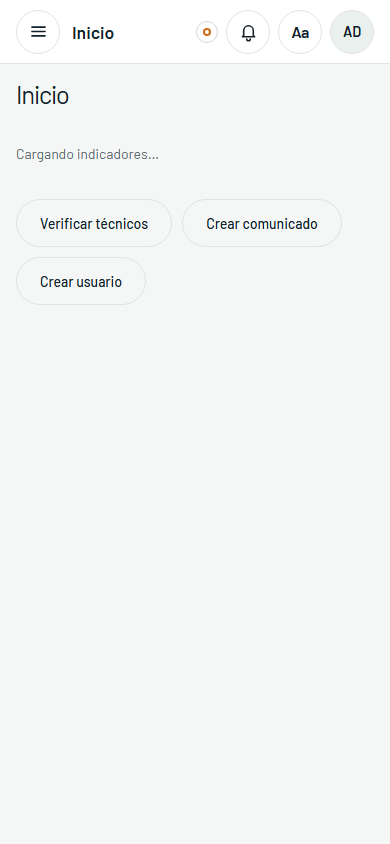 Inicio
Aa
AD
Inicio
Cargando indicadores...
Verificar técnicos
Crear comunicado
Crear usuario